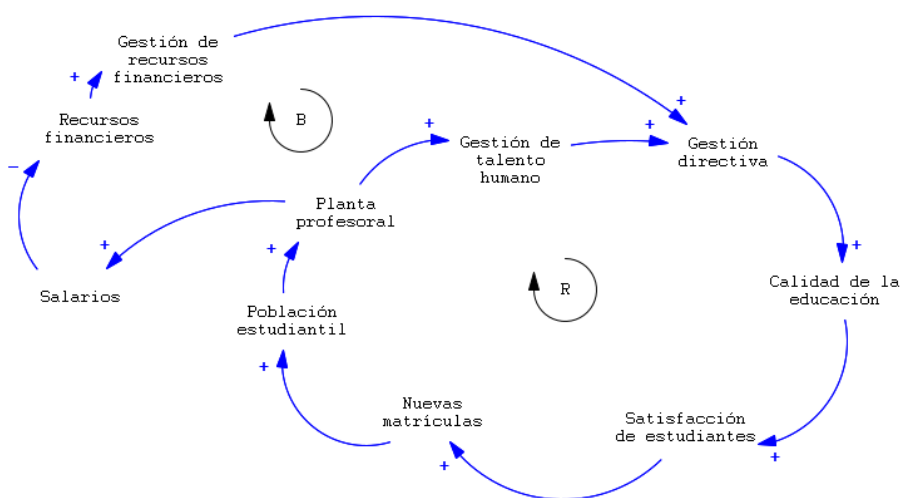 Gestión de
recursos
financieros
+
+
Recursos
financieros
B
+
Gestión de
talento
humano
+
Gestión
directiva
−
Planta
profesoral
+
+
+
Salarios
R
Calidad de la
educación
Población
estudiantil
+
Nuevas
matrículas
Satisfacción
de estudiantes
+
+